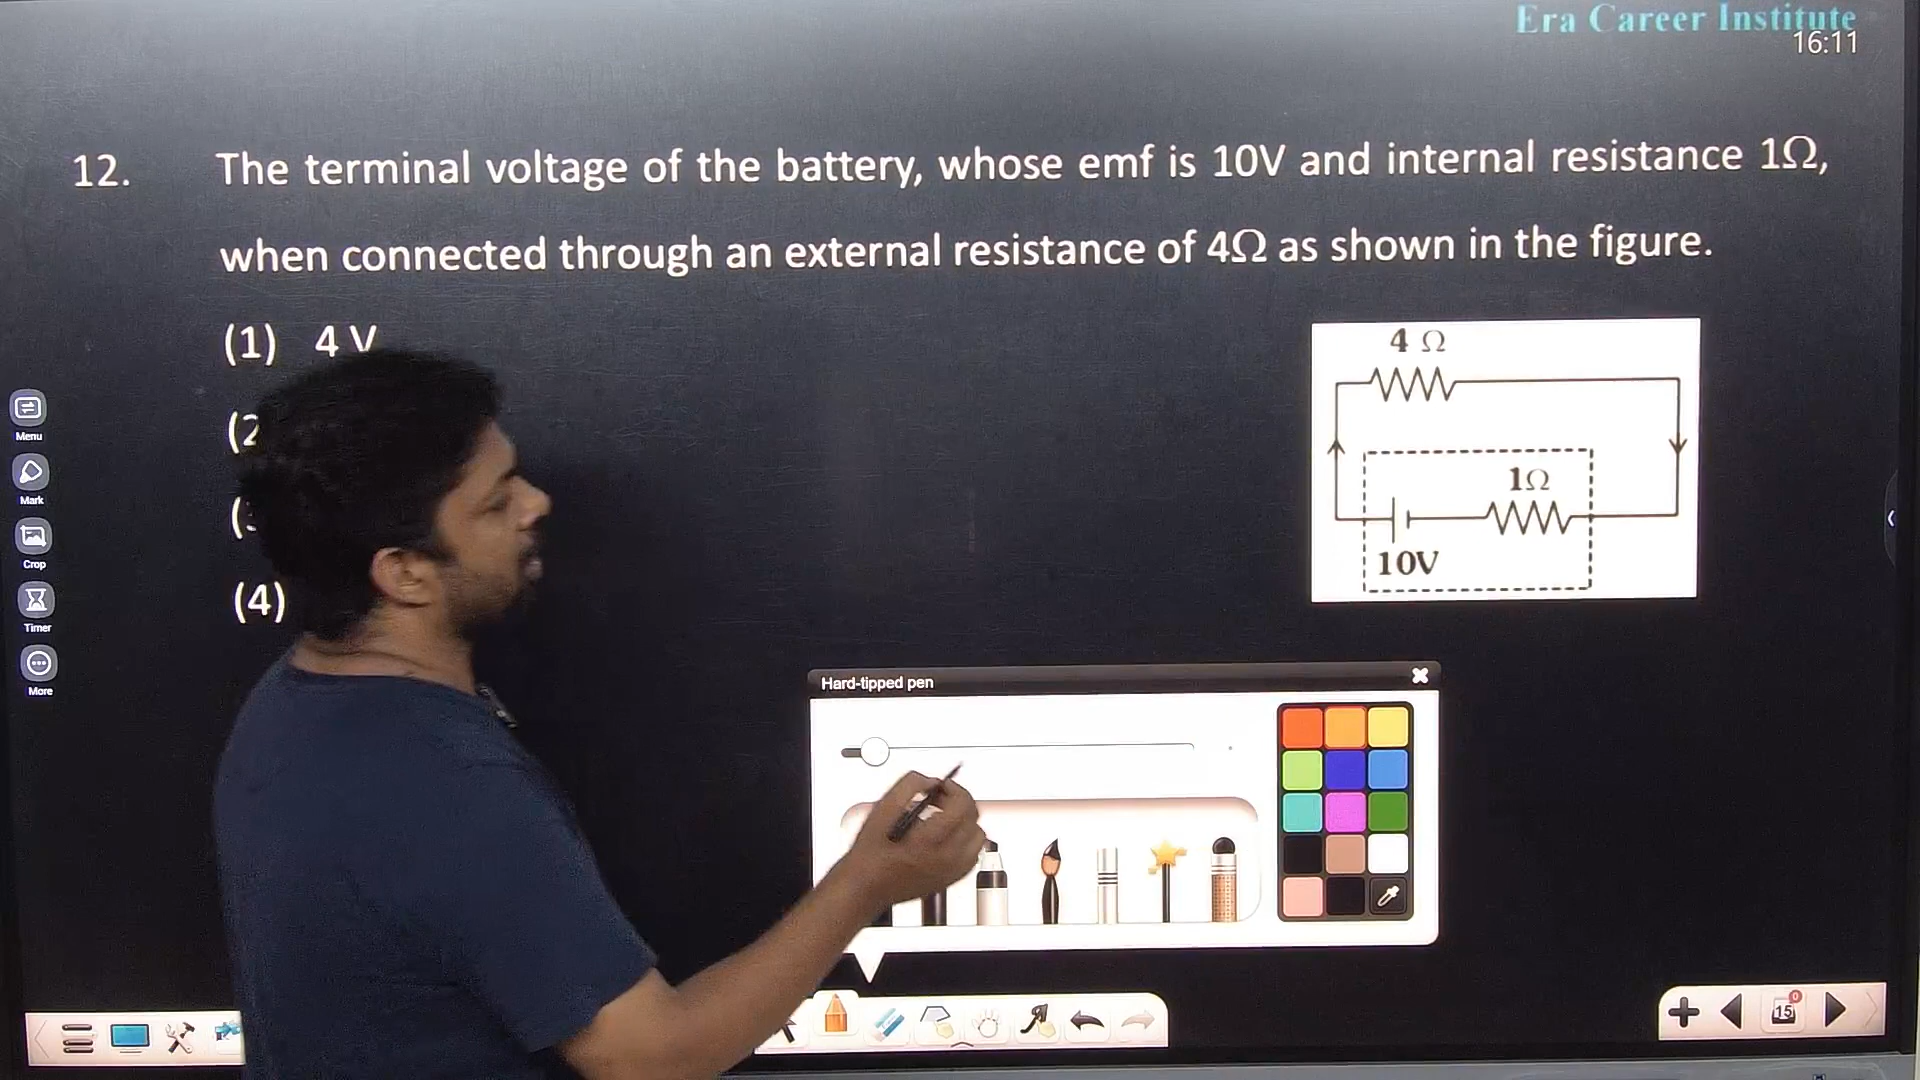 Era Career Institute
16:11
12. The terminal voltage of the battery, whose emf is 10V and internal resistance 1Ω,
when connected through an external resistance of 4Ω as shown in the figure.
(1) 4 V
(4)
4 Ω
1Ω
10V
Menu
Mark
Crop
Timer
More
Hard-tipped pen
15
0